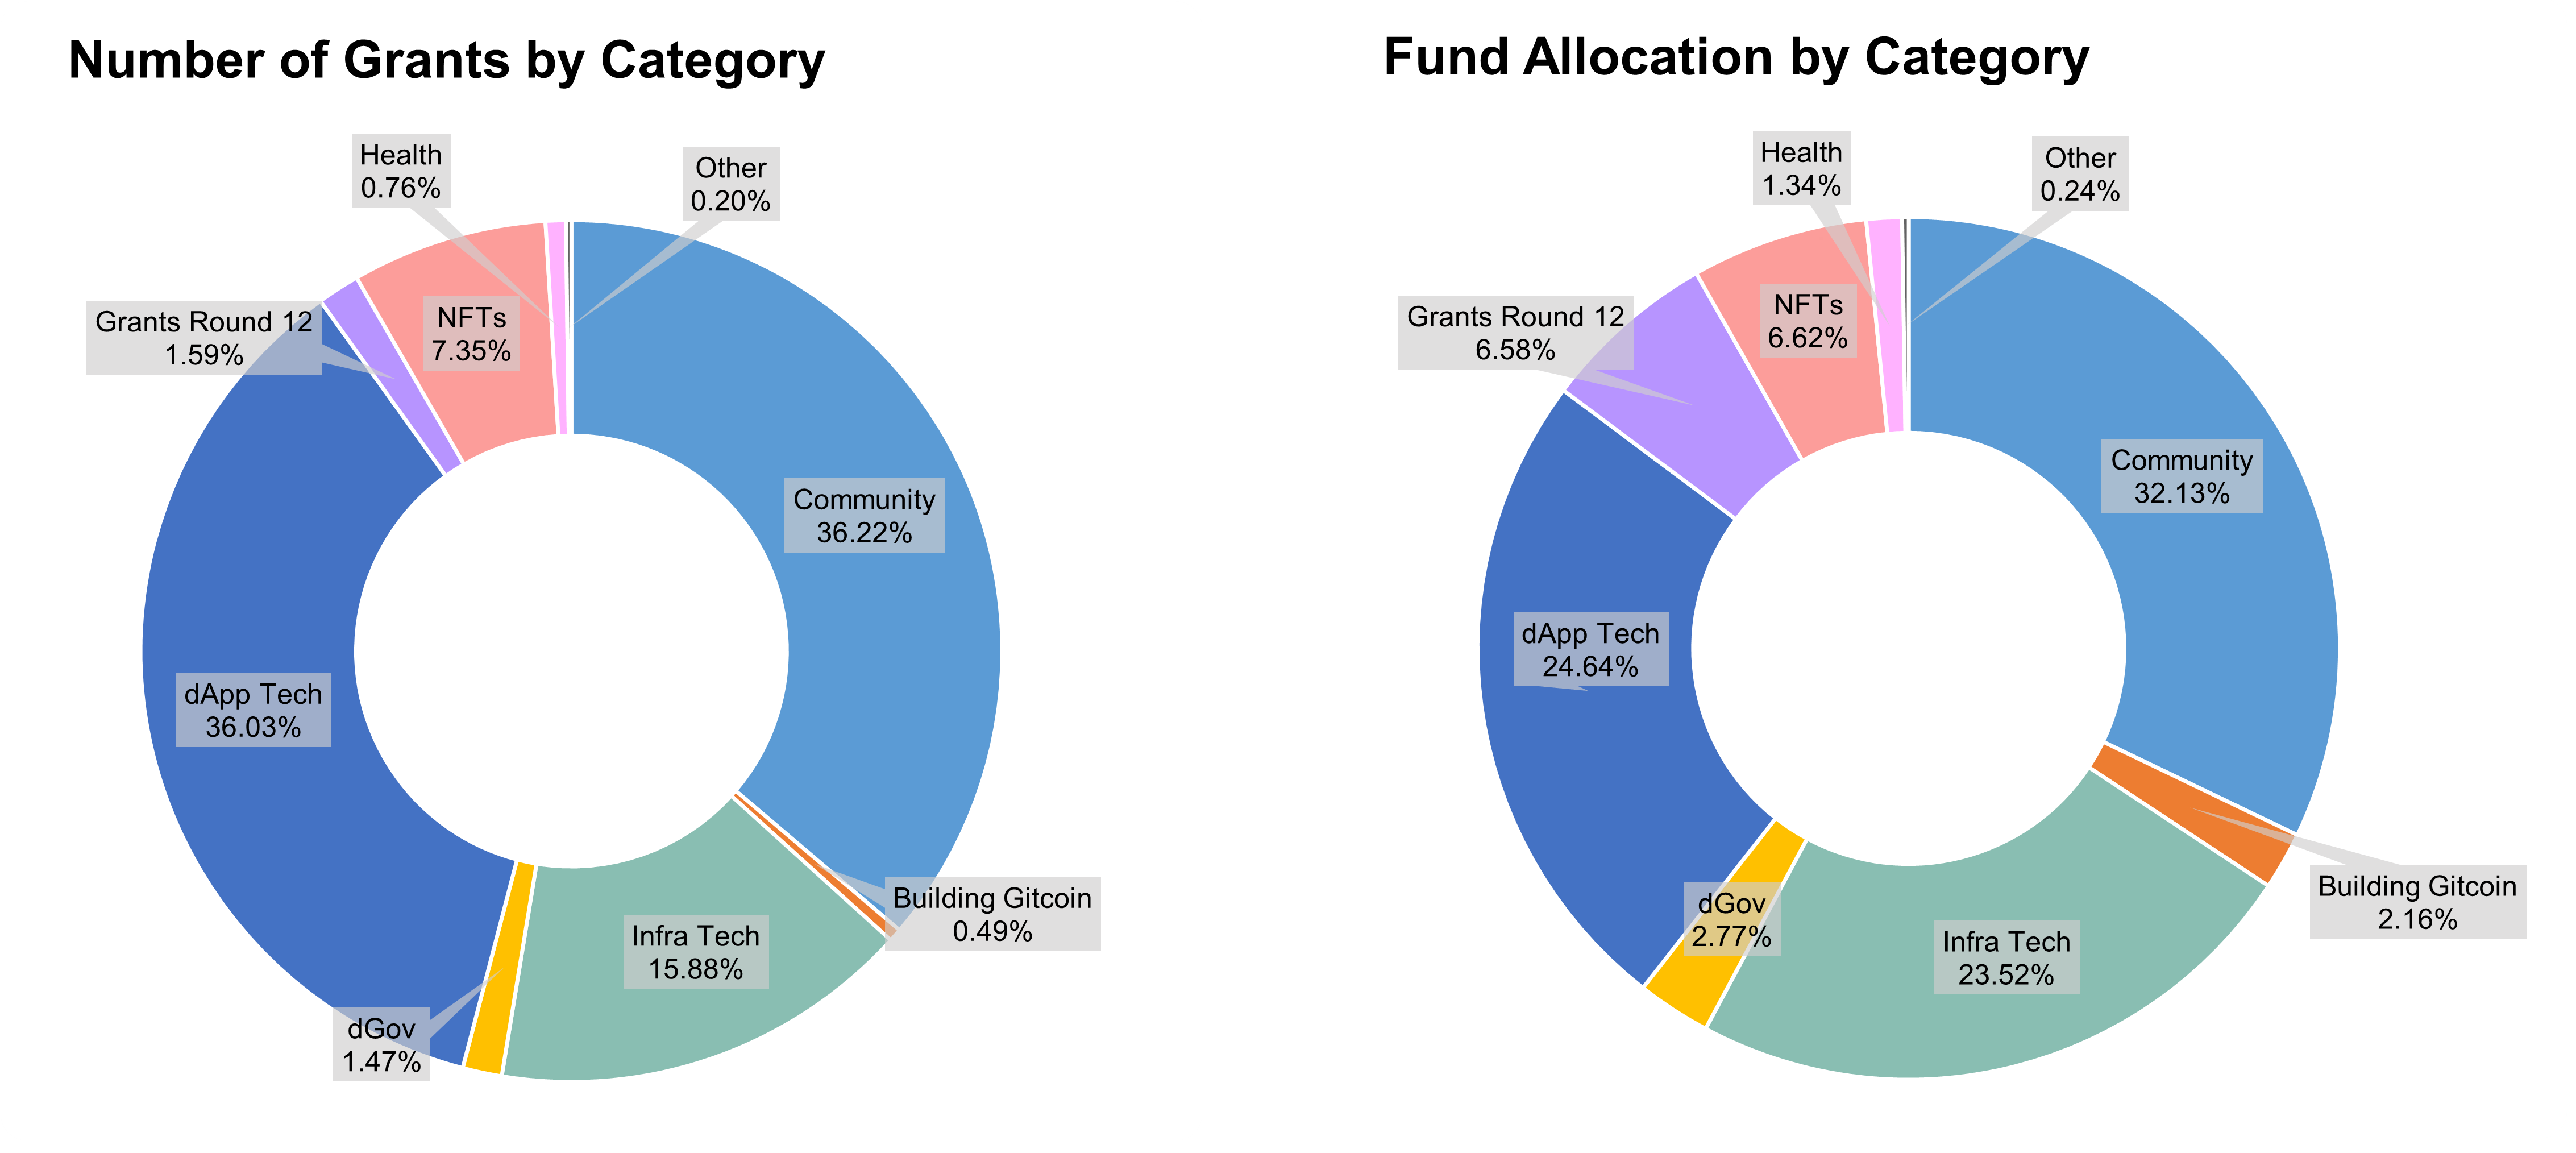 Number of Grants by Category
Health
0.76%
Other
0.20%
Grants Round 12
1.59%
NFTs
7.35%
Community
36.22%
dApp Tech
36.03%
Building Gitcoin
0.49%
Infra Tech
15.88%
dGov
1.47%
Fund Allocation by Category
Health
1.34%
Other
0.24%
Grants Round 12
6.58%
NFTs
6.62%
Community
32.13%
dApp Tech
24.64%
Building Gitcoin
2.16%
dGov
2.77%
Infra Tech
23.52%